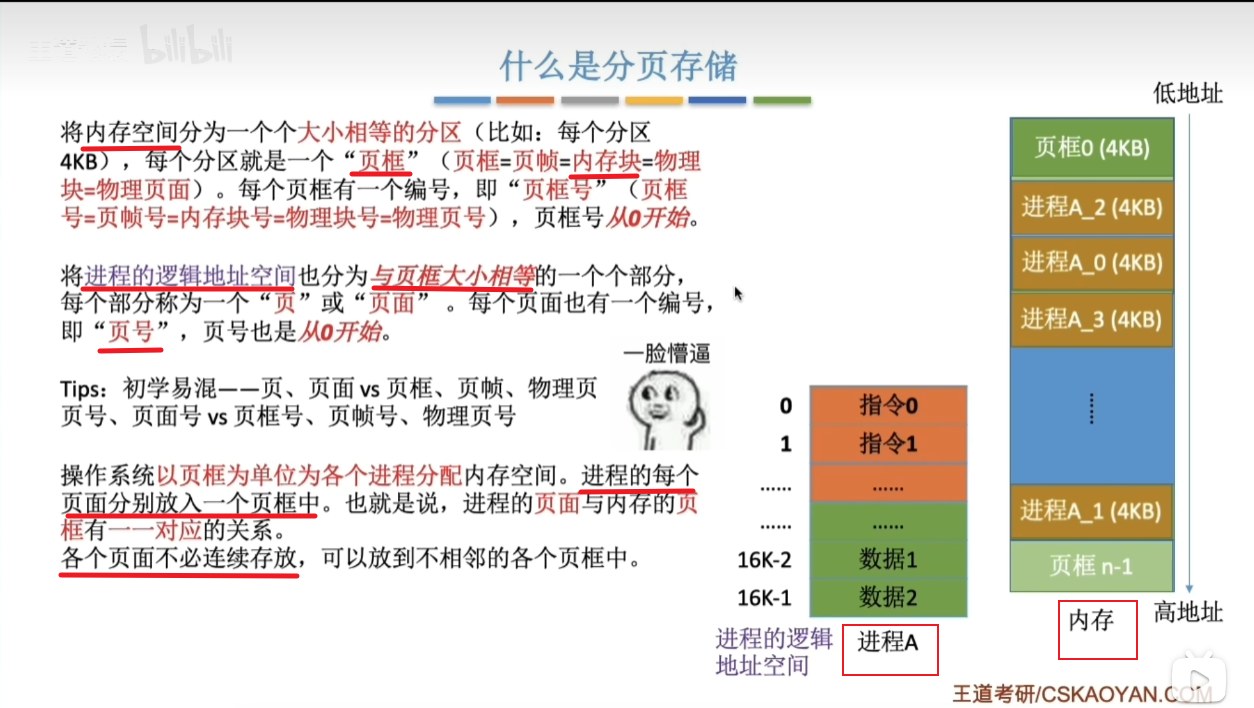 bilibili
什么是分页存储
将内存空间分为一个个大小相等的分区（比如：每个分区
4KB），每个分区就是一个“页框”（页框=页帧=内存块=物理
块=物理页面）。每个页框有一个编号，即“页框号”（页框
号=页帧号=内存块号=物理块号=物理页号），页框号从0开始。
将进程的逻辑地址空间也分为与页框大小相等的一个个部分，
每个部分称为一个“页”或“页面” 。每个页面也有一个编号，
即“页号”，页号也是从0开始。
一脸懵逼
Tips：初学易混——页、页面 vs 页框、页帧、物理页
页号、页面号 vs 页框号、页帧号、物理页号
操作系统以页框为单位为各个进程分配内存空间。进程的每个
页面分别放入一个页框中。也就是说，进程的页面与内存的页
框有一一对应的关系。
各个页面不必连续存放，可以放到不相邻的各个页框中。
0 指令0
1 指令1
…… ……
…… ……
16K-2 数据1
16K-1 数据2
进程的逻辑
地址空间
进程A
低地址
页框0 (4KB)
进程A_2 (4KB)
进程A_0 (4KB)
进程A_3 (4KB)
……
进程A_1 (4KB)
页框 n-1
内存
高地址
王道考研/CSKAOYAN.COM